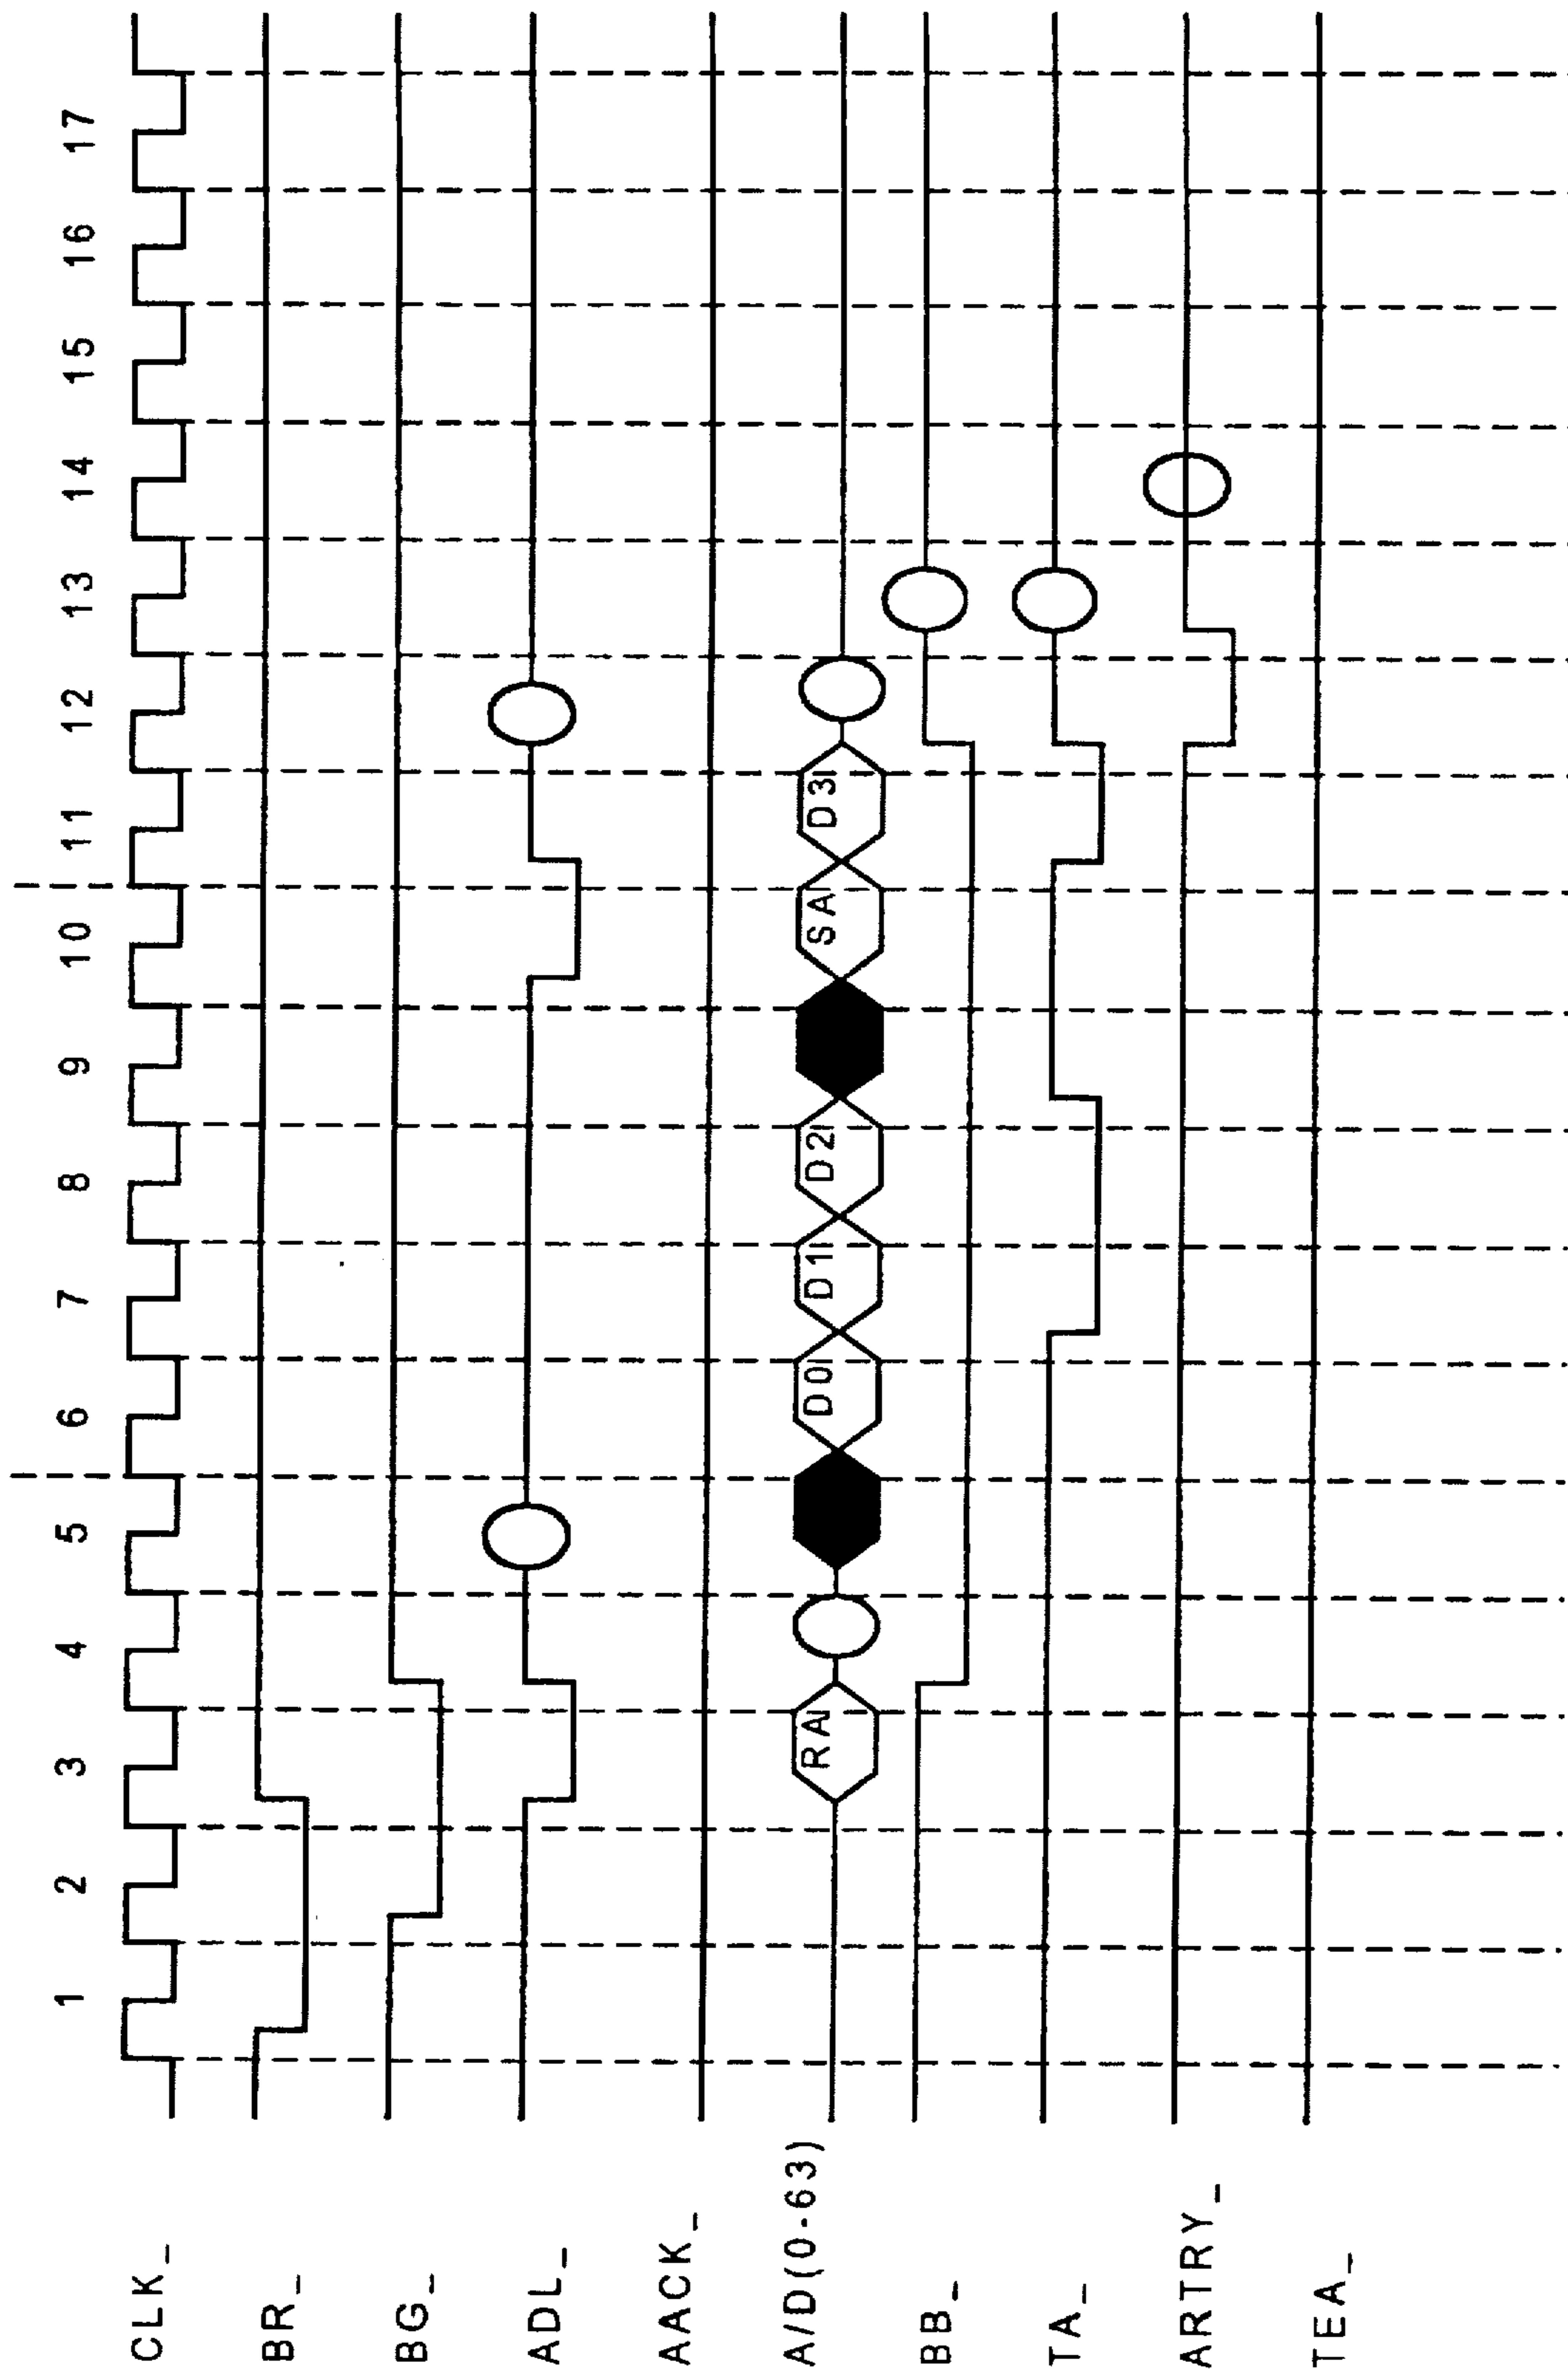 1 2 3 4 5 6 7 8 9 10 11 12 13 14 15 16 17
CLK_
BR_
BG_
ADL_
AACK_
A/D(0-63) RA D0 D1 D2 SA D3
BB_
TA_
ARTRY_
TEA_